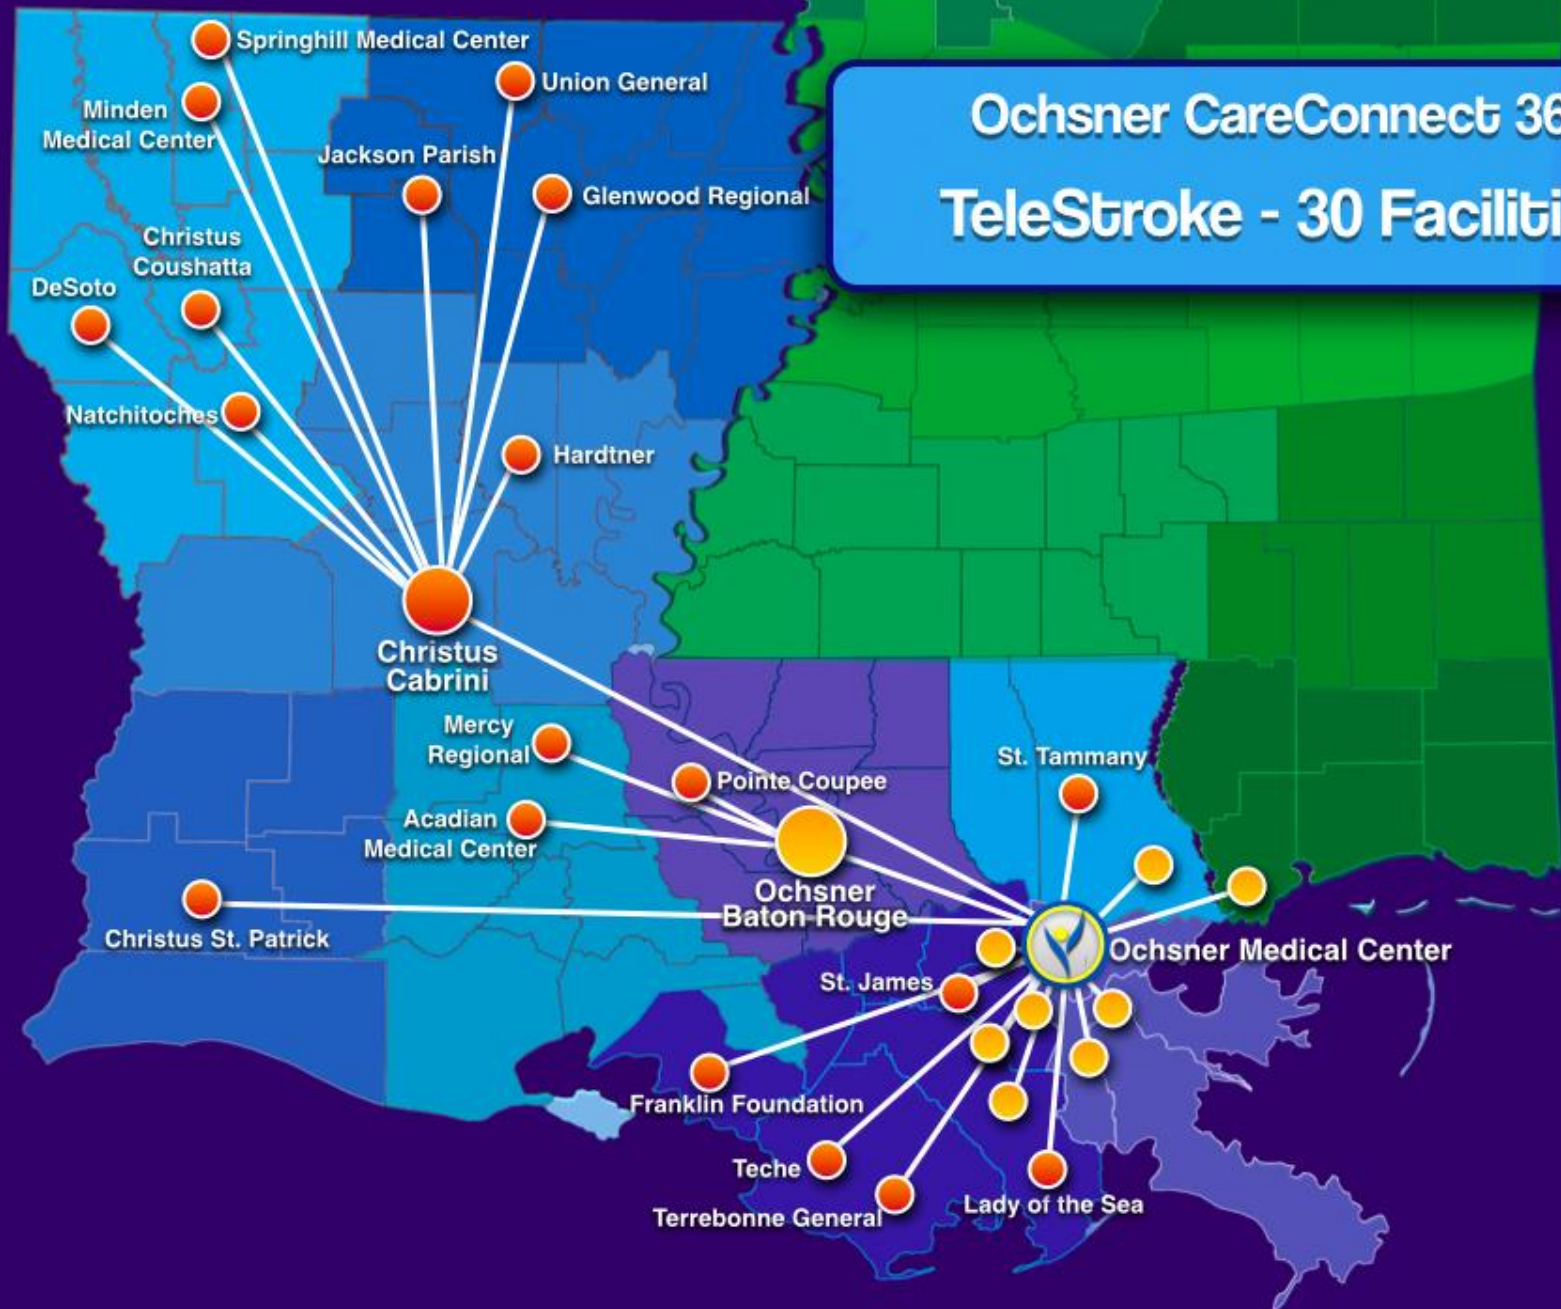 Springhill Medical Center
Union General
Minden
Medical Center
Jackson Parish
Glenwood Regional
Ochsner CareConnect 36
TeleStroke - 30 Faciliti
Christus
Coushatta
DeSoto
Natchitoches
Hardtner
Christus
Cabrini
Mercy
Regional
Pointe Coupee
St. Tammany
Acadian
Medical Center
Ochsner
Baton Rouge
Christus St. Patrick
Ochsner Medical Center
St. James
Franklin Foundation
Teche
Terrebonne General
Lady of the Sea